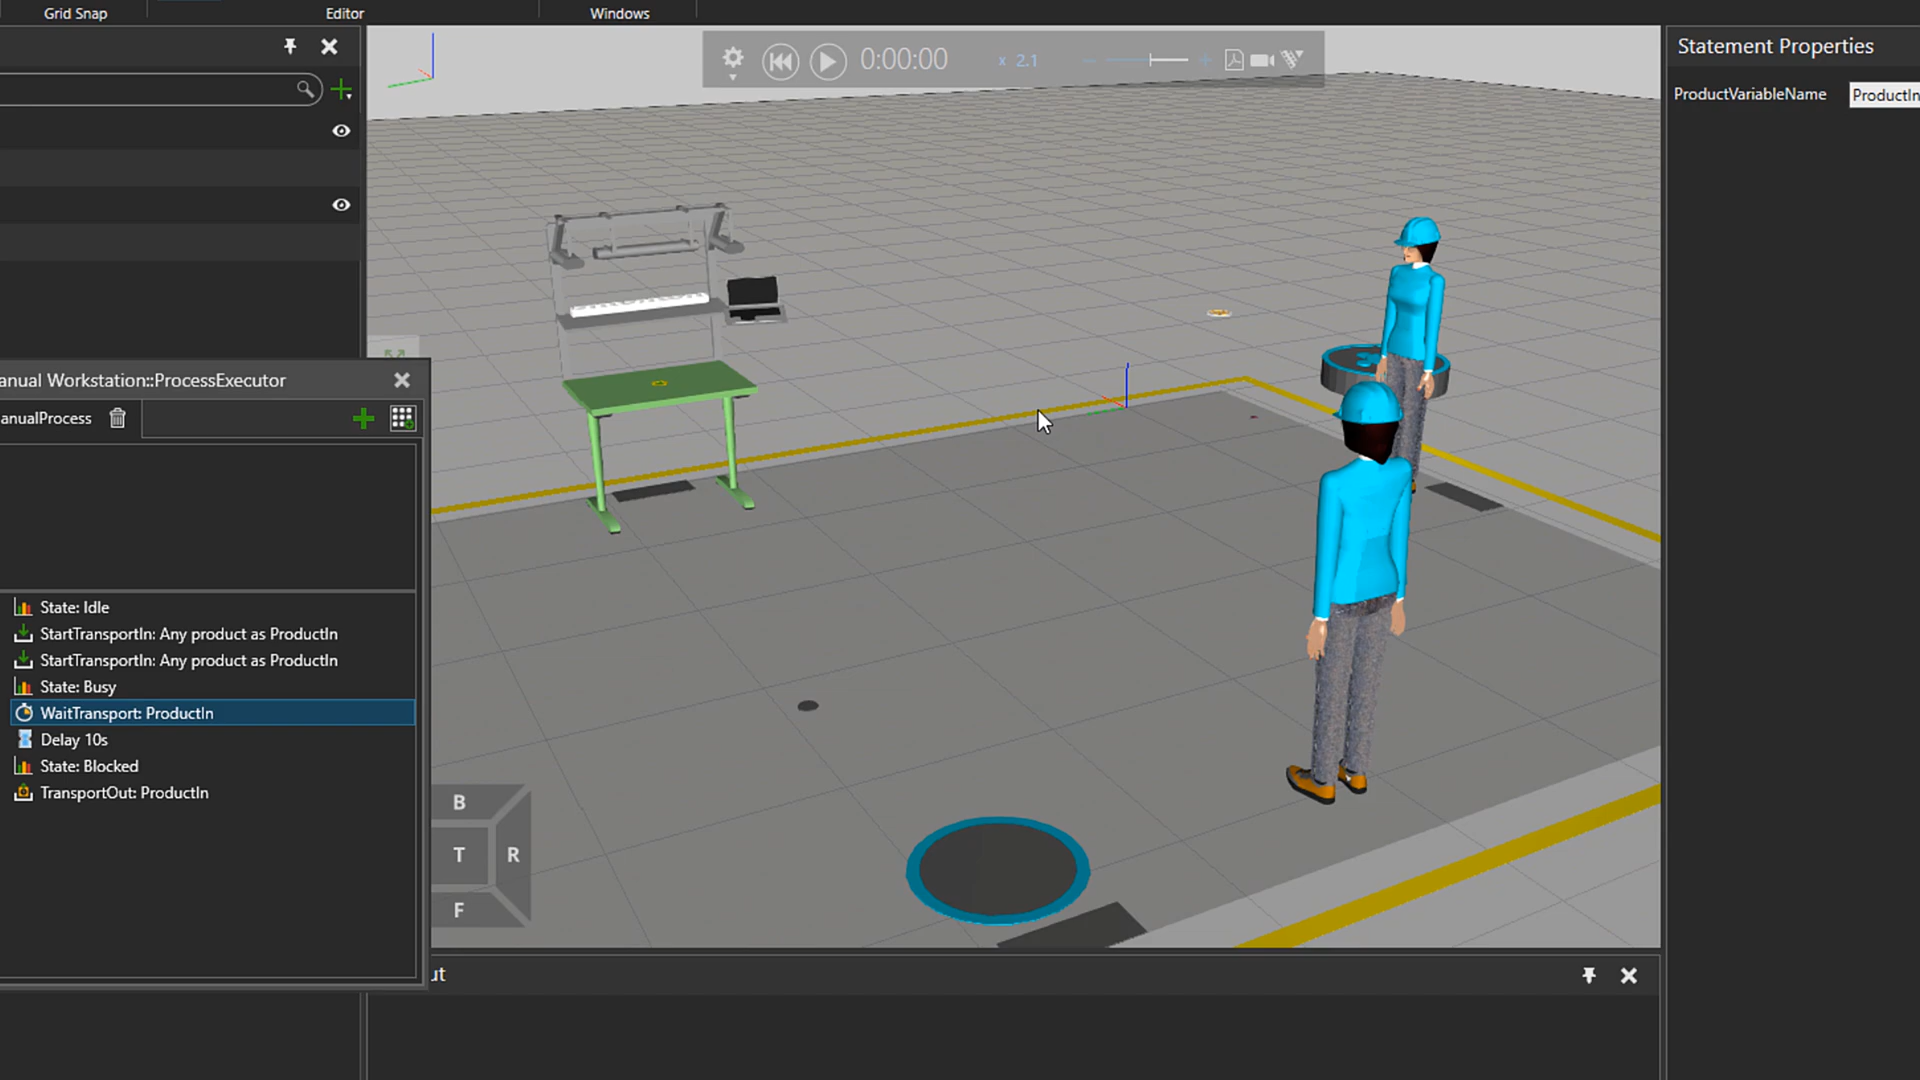 Grid Snap
Editor
Windows
0:00:00
x 2.1
Statement Properties
ProductVariableName
ProductIn
anual Workstation::ProcessExecutor
anualProcess
State: Idle
StartTransportIn: Any product as ProductIn
StartTransportIn: Any product as ProductIn
State: Busy
WaitTransport: ProductIn
Delay 10s
State: Blocked
TransportOut: ProductIn
B
T
R
F
ut